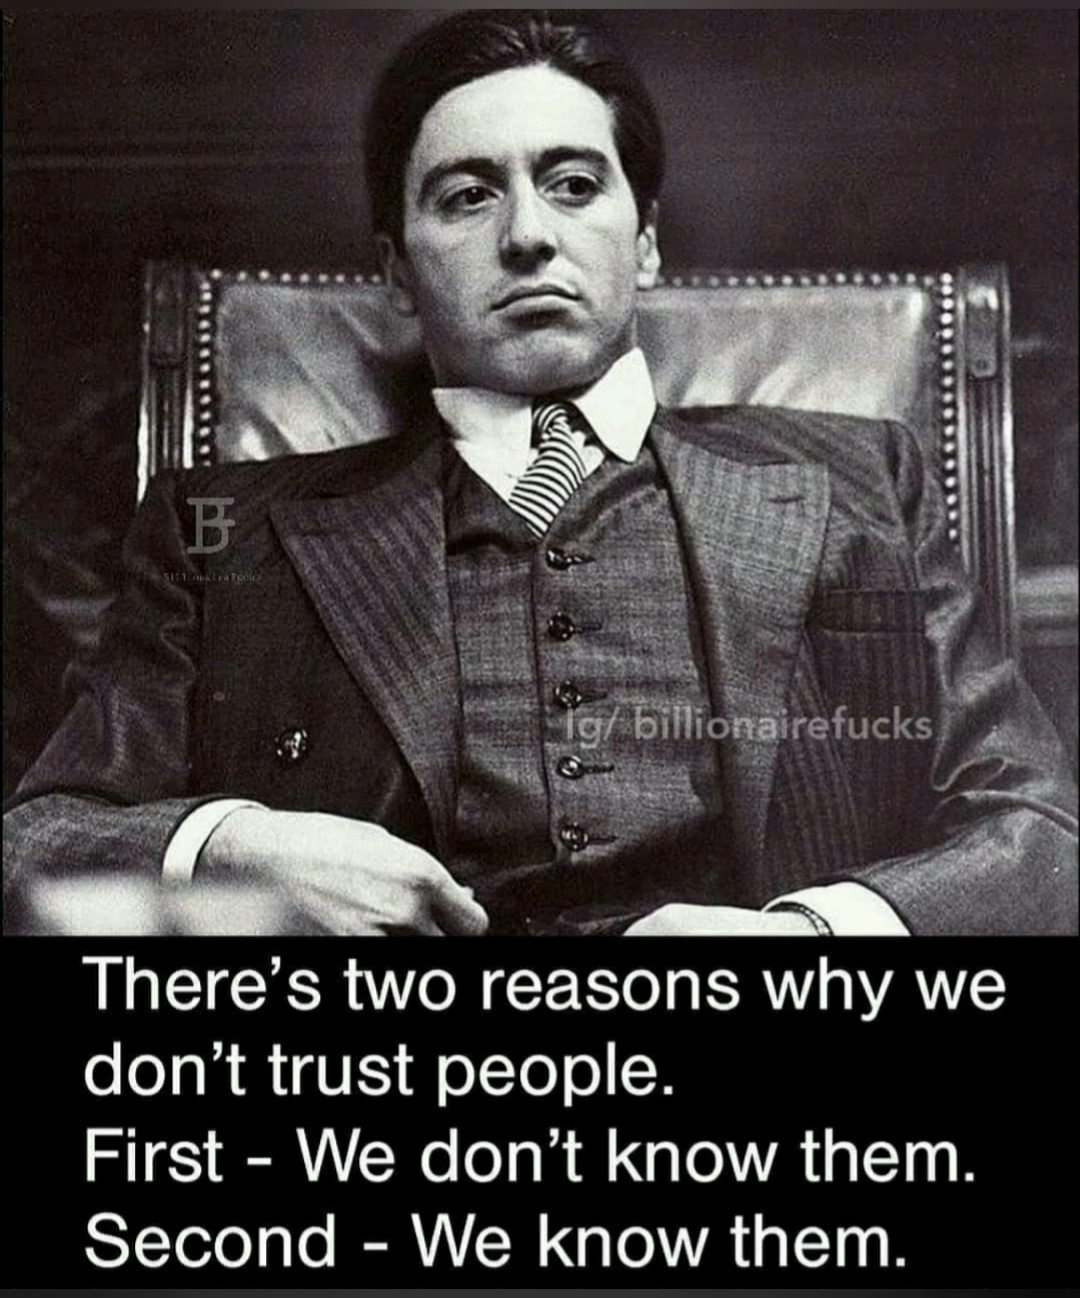 BF
Ig/ billionairefucks
There's two reasons why we
don't trust people.
First - We don't know them.
Second - We know them.